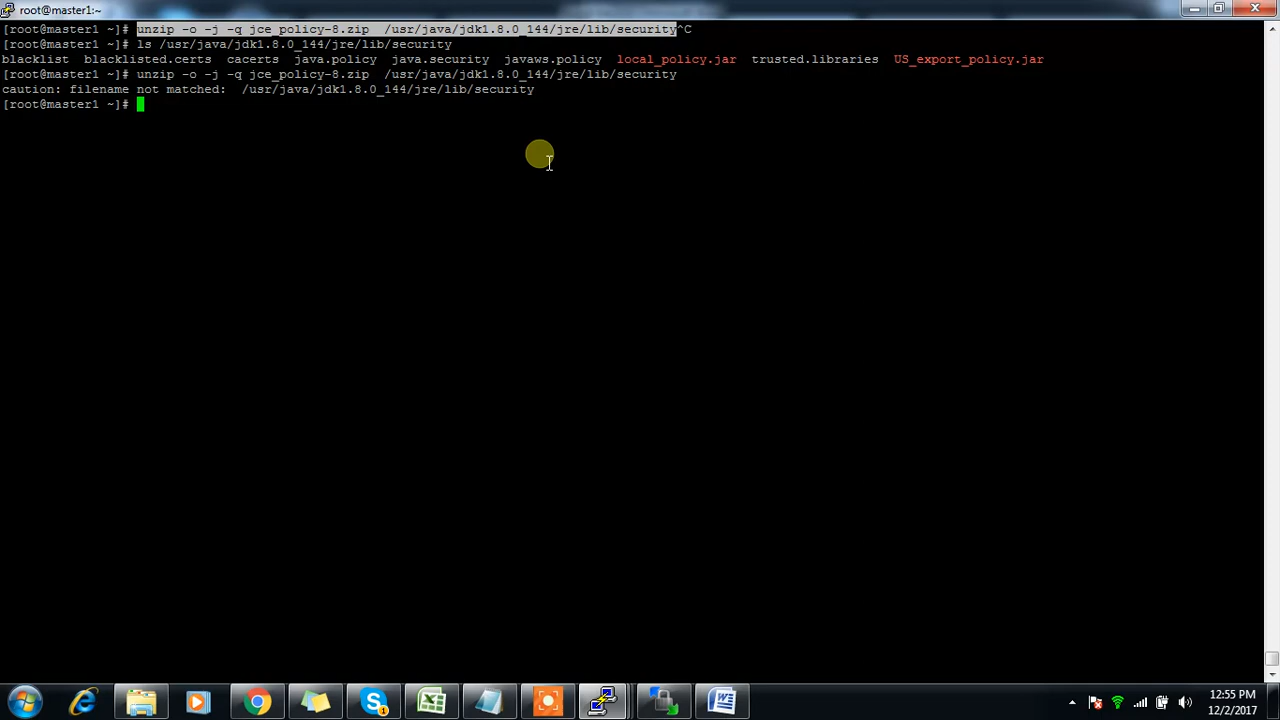 root@master1:~
[root@master1 ~]# unzip -o -j -q jce_policy-8.zip  /usr/java/jdk1.8.0_144/jre/lib/security^C
[root@master1 ~]# ls /usr/java/jdk1.8.0_144/jre/lib/security
blacklist  blacklisted.certs  cacerts  java.policy  java.security  javaws.policy  local_policy.jar  trusted.libraries  US_export_policy.jar
[root@master1 ~]# unzip -o -j -q jce_policy-8.zip  /usr/java/jdk1.8.0_144/jre/lib/security
caution: filename not matched:  /usr/java/jdk1.8.0_144/jre/lib/security
[root@master1 ~]#
12:55 PM
12/2/2017